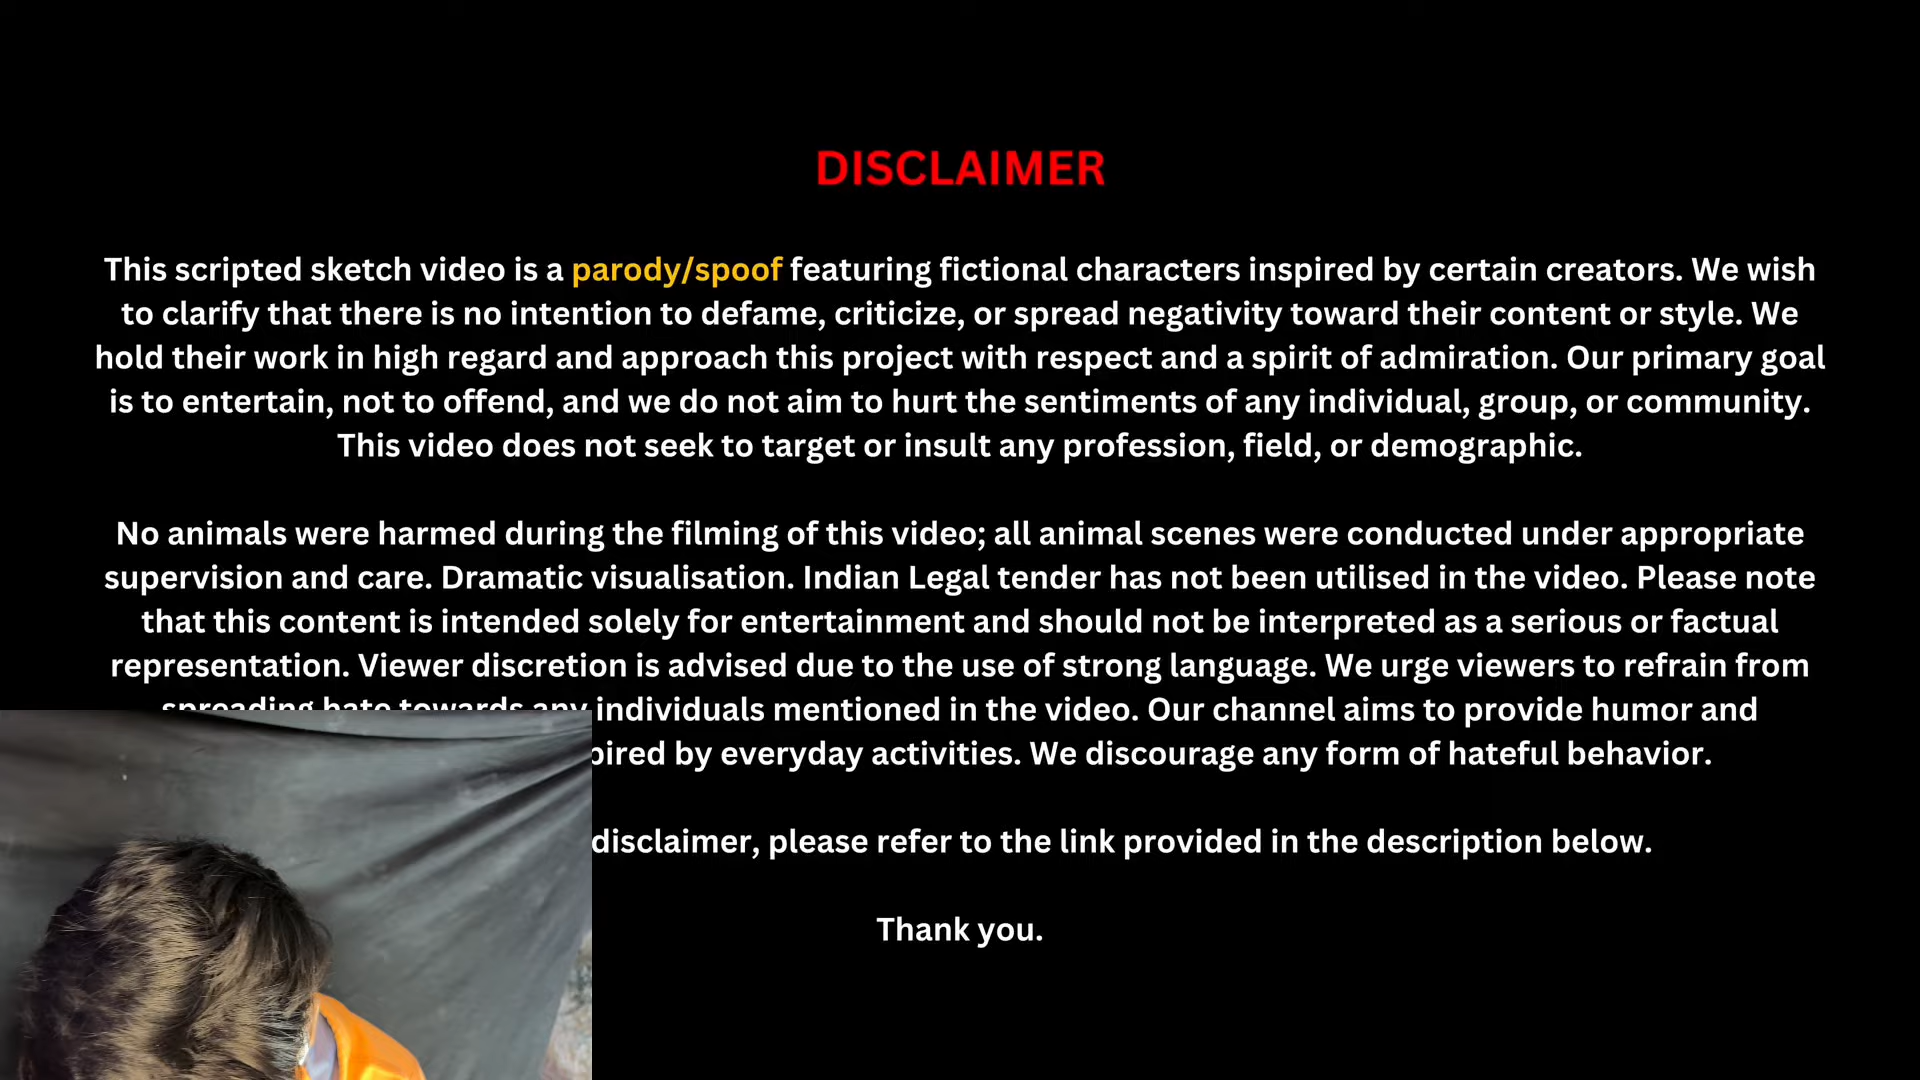 DISCLAIMER
This scripted sketch video is a parody/spoof featuring fictional characters inspired by certain creators. We wish
to clarify that there is no intention to defame, criticize, or spread negativity toward their content or style. We
hold their work in high regard and approach this project with respect and a spirit of admiration. Our primary goal
is to entertain, not to offend, and we do not aim to hurt the sentiments of any individual, group, or community.
This video does not seek to target or insult any profession, field, or demographic.
No animals were harmed during the filming of this video; all animal scenes were conducted under appropriate
supervision and care. Dramatic visualisation. Indian Legal tender has not been utilised in the video. Please note
that this content is intended solely for entertainment and should not be interpreted as a serious or factual
representation. Viewer discretion is advised due to the use of strong language. We urge viewers to refrain from
spreading hate towards any individuals mentioned in the video. Our channel aims to provide humor and
by everyday activities. We discourage any form of hateful behavior.
disclaimer, please refer to the link provided in the description below.
Thank you.